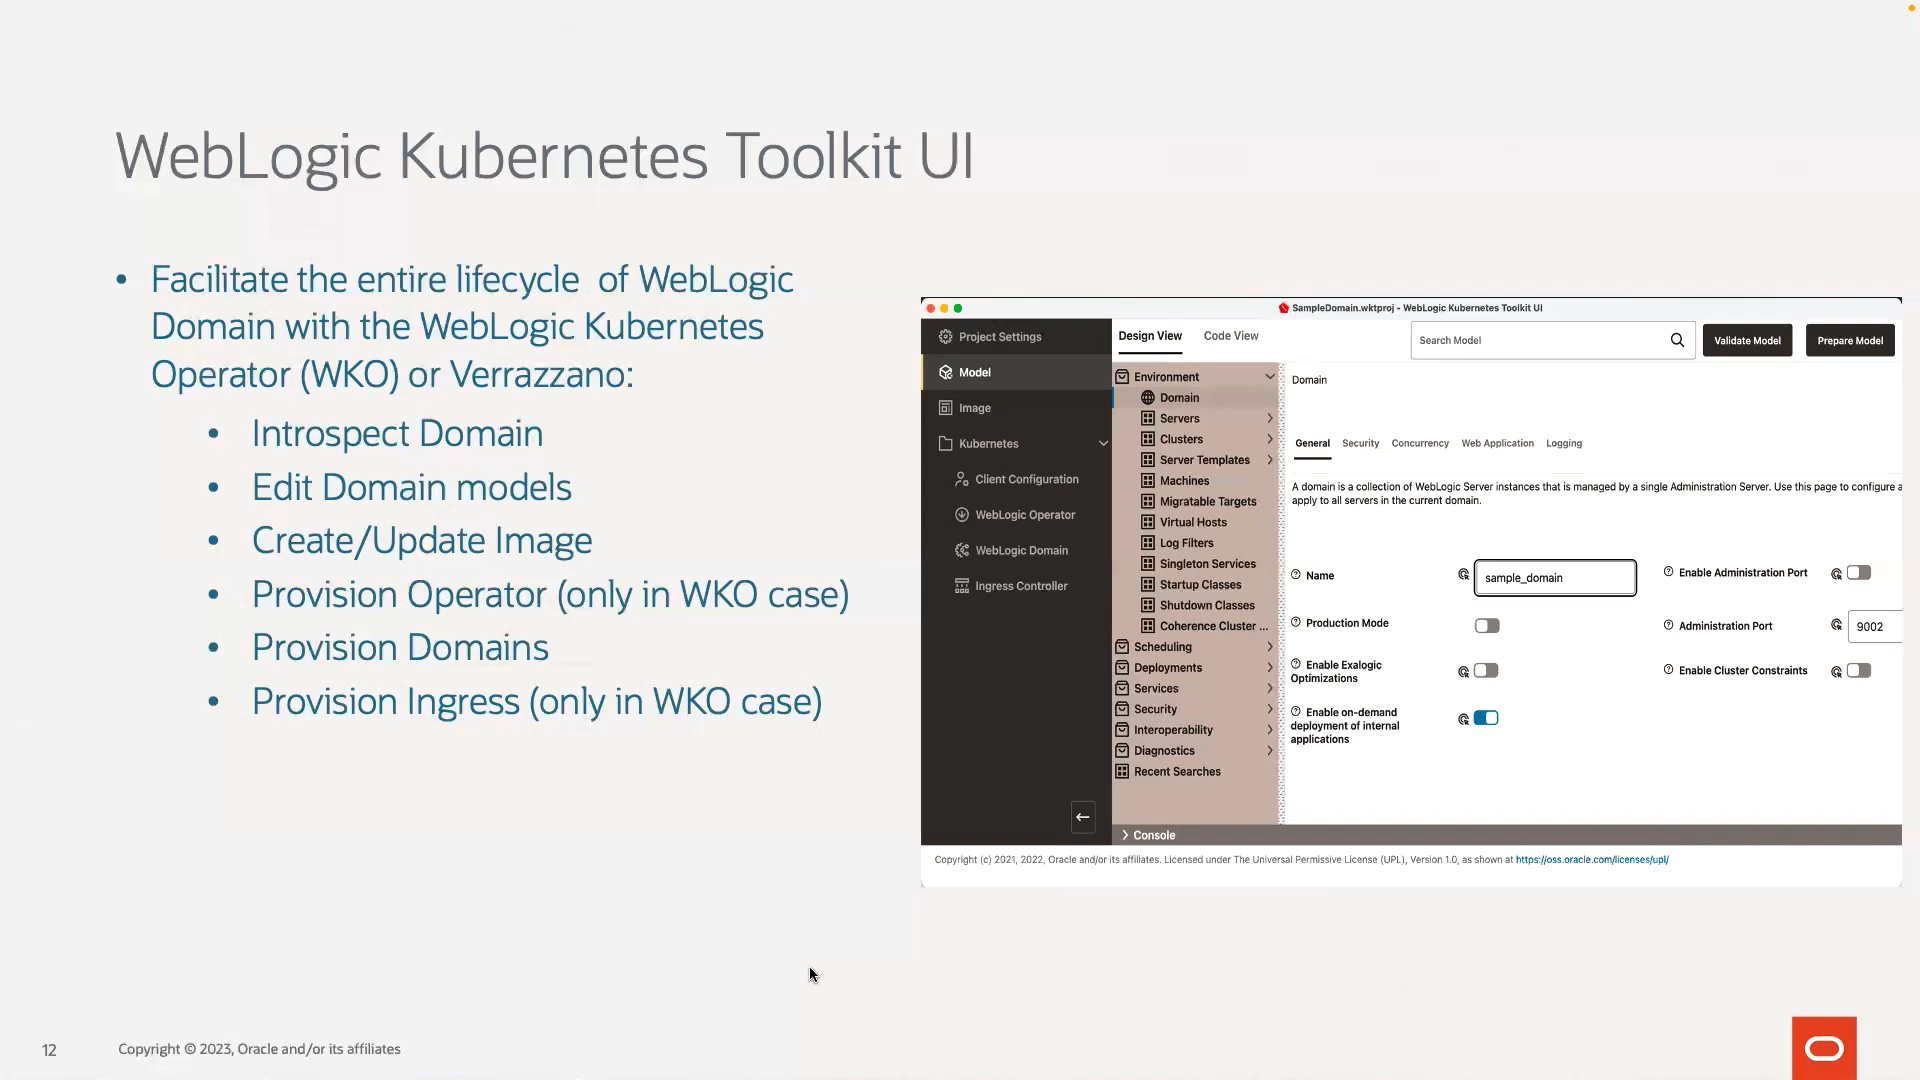 WebLogic Kubernetes Toolkit UI
• Facilitate the entire lifecycle of WebLogic
Domain with the WebLogic Kubernetes
Operator (WKO) or Verrazzano:
• Introspect Domain
• Edit Domain models
• Create/Update Image
• Provision Operator (only in WKO case)
• Provision Domains
• Provision Ingress (only in WKO case)
SampleDomain.wktproj - WebLogic Kubernetes Toolkit UI
Project Settings
Model
Image
Kubernetes
Client Configuration
WebLogic Operator
WebLogic Domain
Ingress Controller
Design View Code View
Search Model
Validate Model
Prepare Model
Environment
Domain
Servers
Clusters
Server Templates
Machines
Migratable Targets
Virtual Hosts
Log Filters
Singleton Services
Startup Classes
Shutdown Classes
Coherence Cluster ...
Scheduling
Deployments
Services
Security
Interoperability
Diagnostics
Recent Searches
Domain
General Security Concurrency Web Application Logging
A domain is a collection of WebLogic Server instances that is managed by a single Administration Server. Use this page to configure a
apply to all servers in the current domain.
Name
sample_domain
Enable Administration Port
Production Mode
Administration Port
9002
Enable Exalogic
Optimizations
Enable Cluster Constraints
Enable on-demand
deployment of internal
applications
Console
Copyright (c) 2021, 2022, Oracle and/or its affiliates. Licensed under The Universal Permissive License (UPL), Version 1.0, as shown at https://oss.oracle.com/licenses/upl/
12
Copyright © 2023, Oracle and/or its affiliates